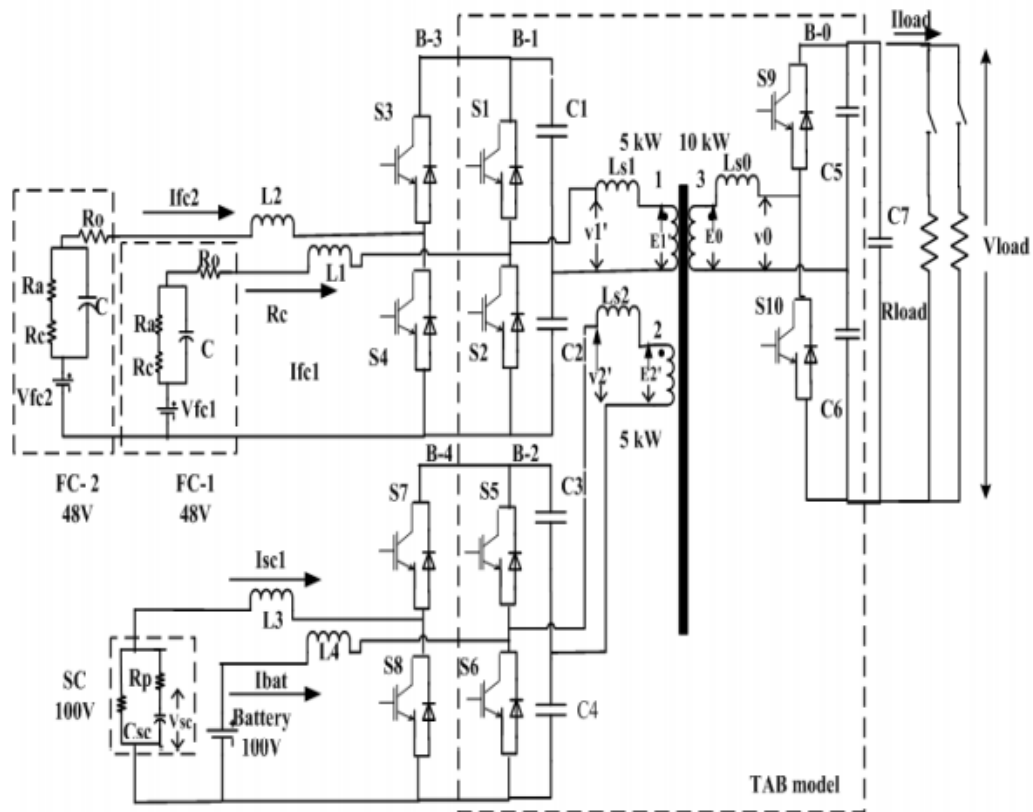 B-3
B-1
B-0
Iload
S3
S1
C1
S9
5 kW
10 kW
Ls1
Ls0
1
3
C5
C7
Ifc2
L2
Ro
Ro
L1
v1'
E1'
E0
v0
Vload
Ra
C
Rc
Ra
C
Rc
Rc
S4
S2
C2
Ls2
S10
Rload
Ifc1
2
v2'
E2'
Vfc2
Vfc1
C6
5 kW
B-4
B-2
FC- 2
48V
FC-1
48V
S7
S5
C3
Isc1
L3
L4
S8
S6
SC
100V
Rp
Csc
Vsc
Ibat
Battery
100V
C4
TAB model